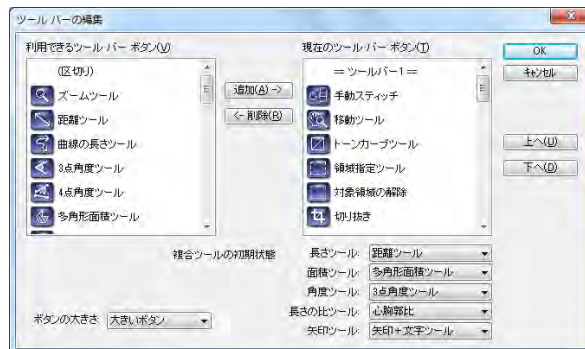 ツール バーの編集
利用できるツール バー ボタン(V)
(区切り)
ズームツール
距離ツール
曲線の長さツール
3点角度ツール
4点角度ツール
多角形面積ツール
追加(A) ->
<- 削除(R)
現在のツール バー ボタン(T)
== ツールバー1 ==
手動スティッチ
移動ツール
トーンカーブツール
領域指定ツール
対象領域の解除
切り抜き
OK
キャンセル
上へ(U)
下へ(D)
複合ツールの初期状態
長さツール: 距離ツール
面積ツール: 多角形面積ツール
角度ツール: 3点角度ツール
長さの比ツール: 心胸郭比
矢印ツール: 矢印+文字ツール
ボタンの大きさ 大きいボタン